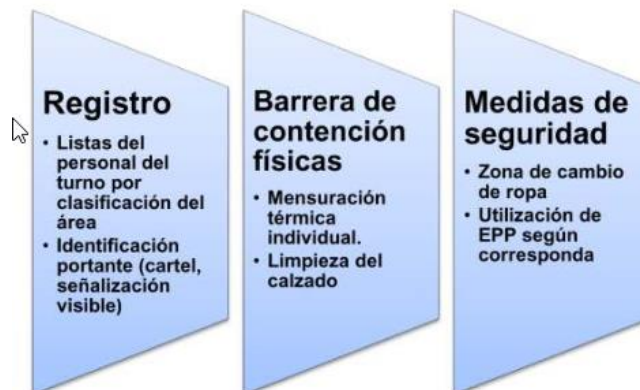 Registro
• Listas del
personal del
turno por
clasificación del
área
• Identificación
portante (cartel,
señalización
visible)
Barrera de
contención
físicas
• Mensuración
térmica
individual.
• Limpieza del
calzado
Medidas de
seguridad
• Zona de cambio
de ropa
• Utilización de
EPP según
corresponda